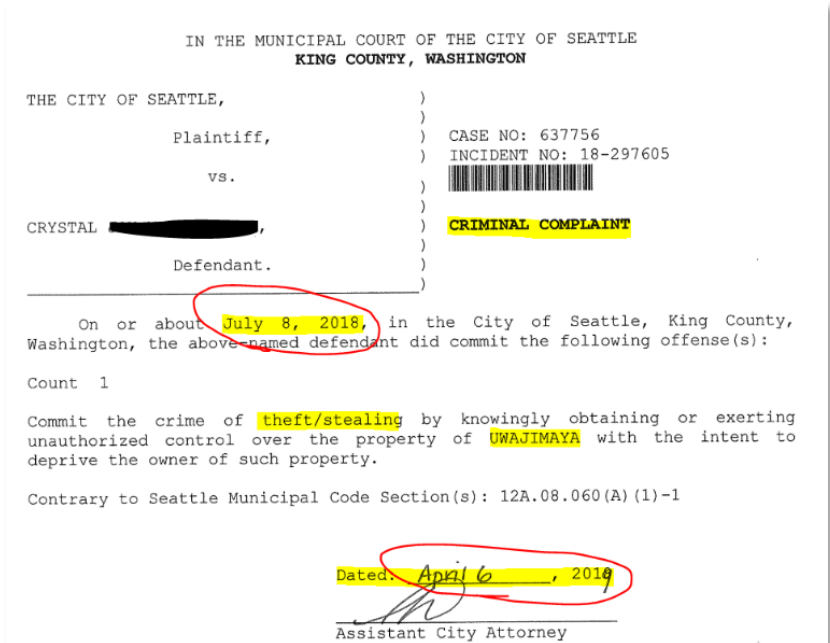 IN THE MUNICIPAL COURT OF THE CITY OF SEATTLE
KING COUNTY, WASHINGTON
THE CITY OF SEATTLE,
Plaintiff,
vs.
CRYSTAL ,
Defendant.
CASE NO: 637756
INCIDENT NO: 18-297605
CRIMINAL COMPLAINT
On or about July 8, 2018, in the City of Seattle, King County,
Washington, the above-named defendant did commit the following offense(s):
Count 1
Commit the crime of theft/stealing by knowingly obtaining or exerting
unauthorized control over the property of UWAJIMAYA with the intent to
deprive the owner of such property.
Contrary to Seattle Municipal Code Section(s): 12A.08.060(A)(1)-1
Dated: April 6, 2019
Assistant City Attorney